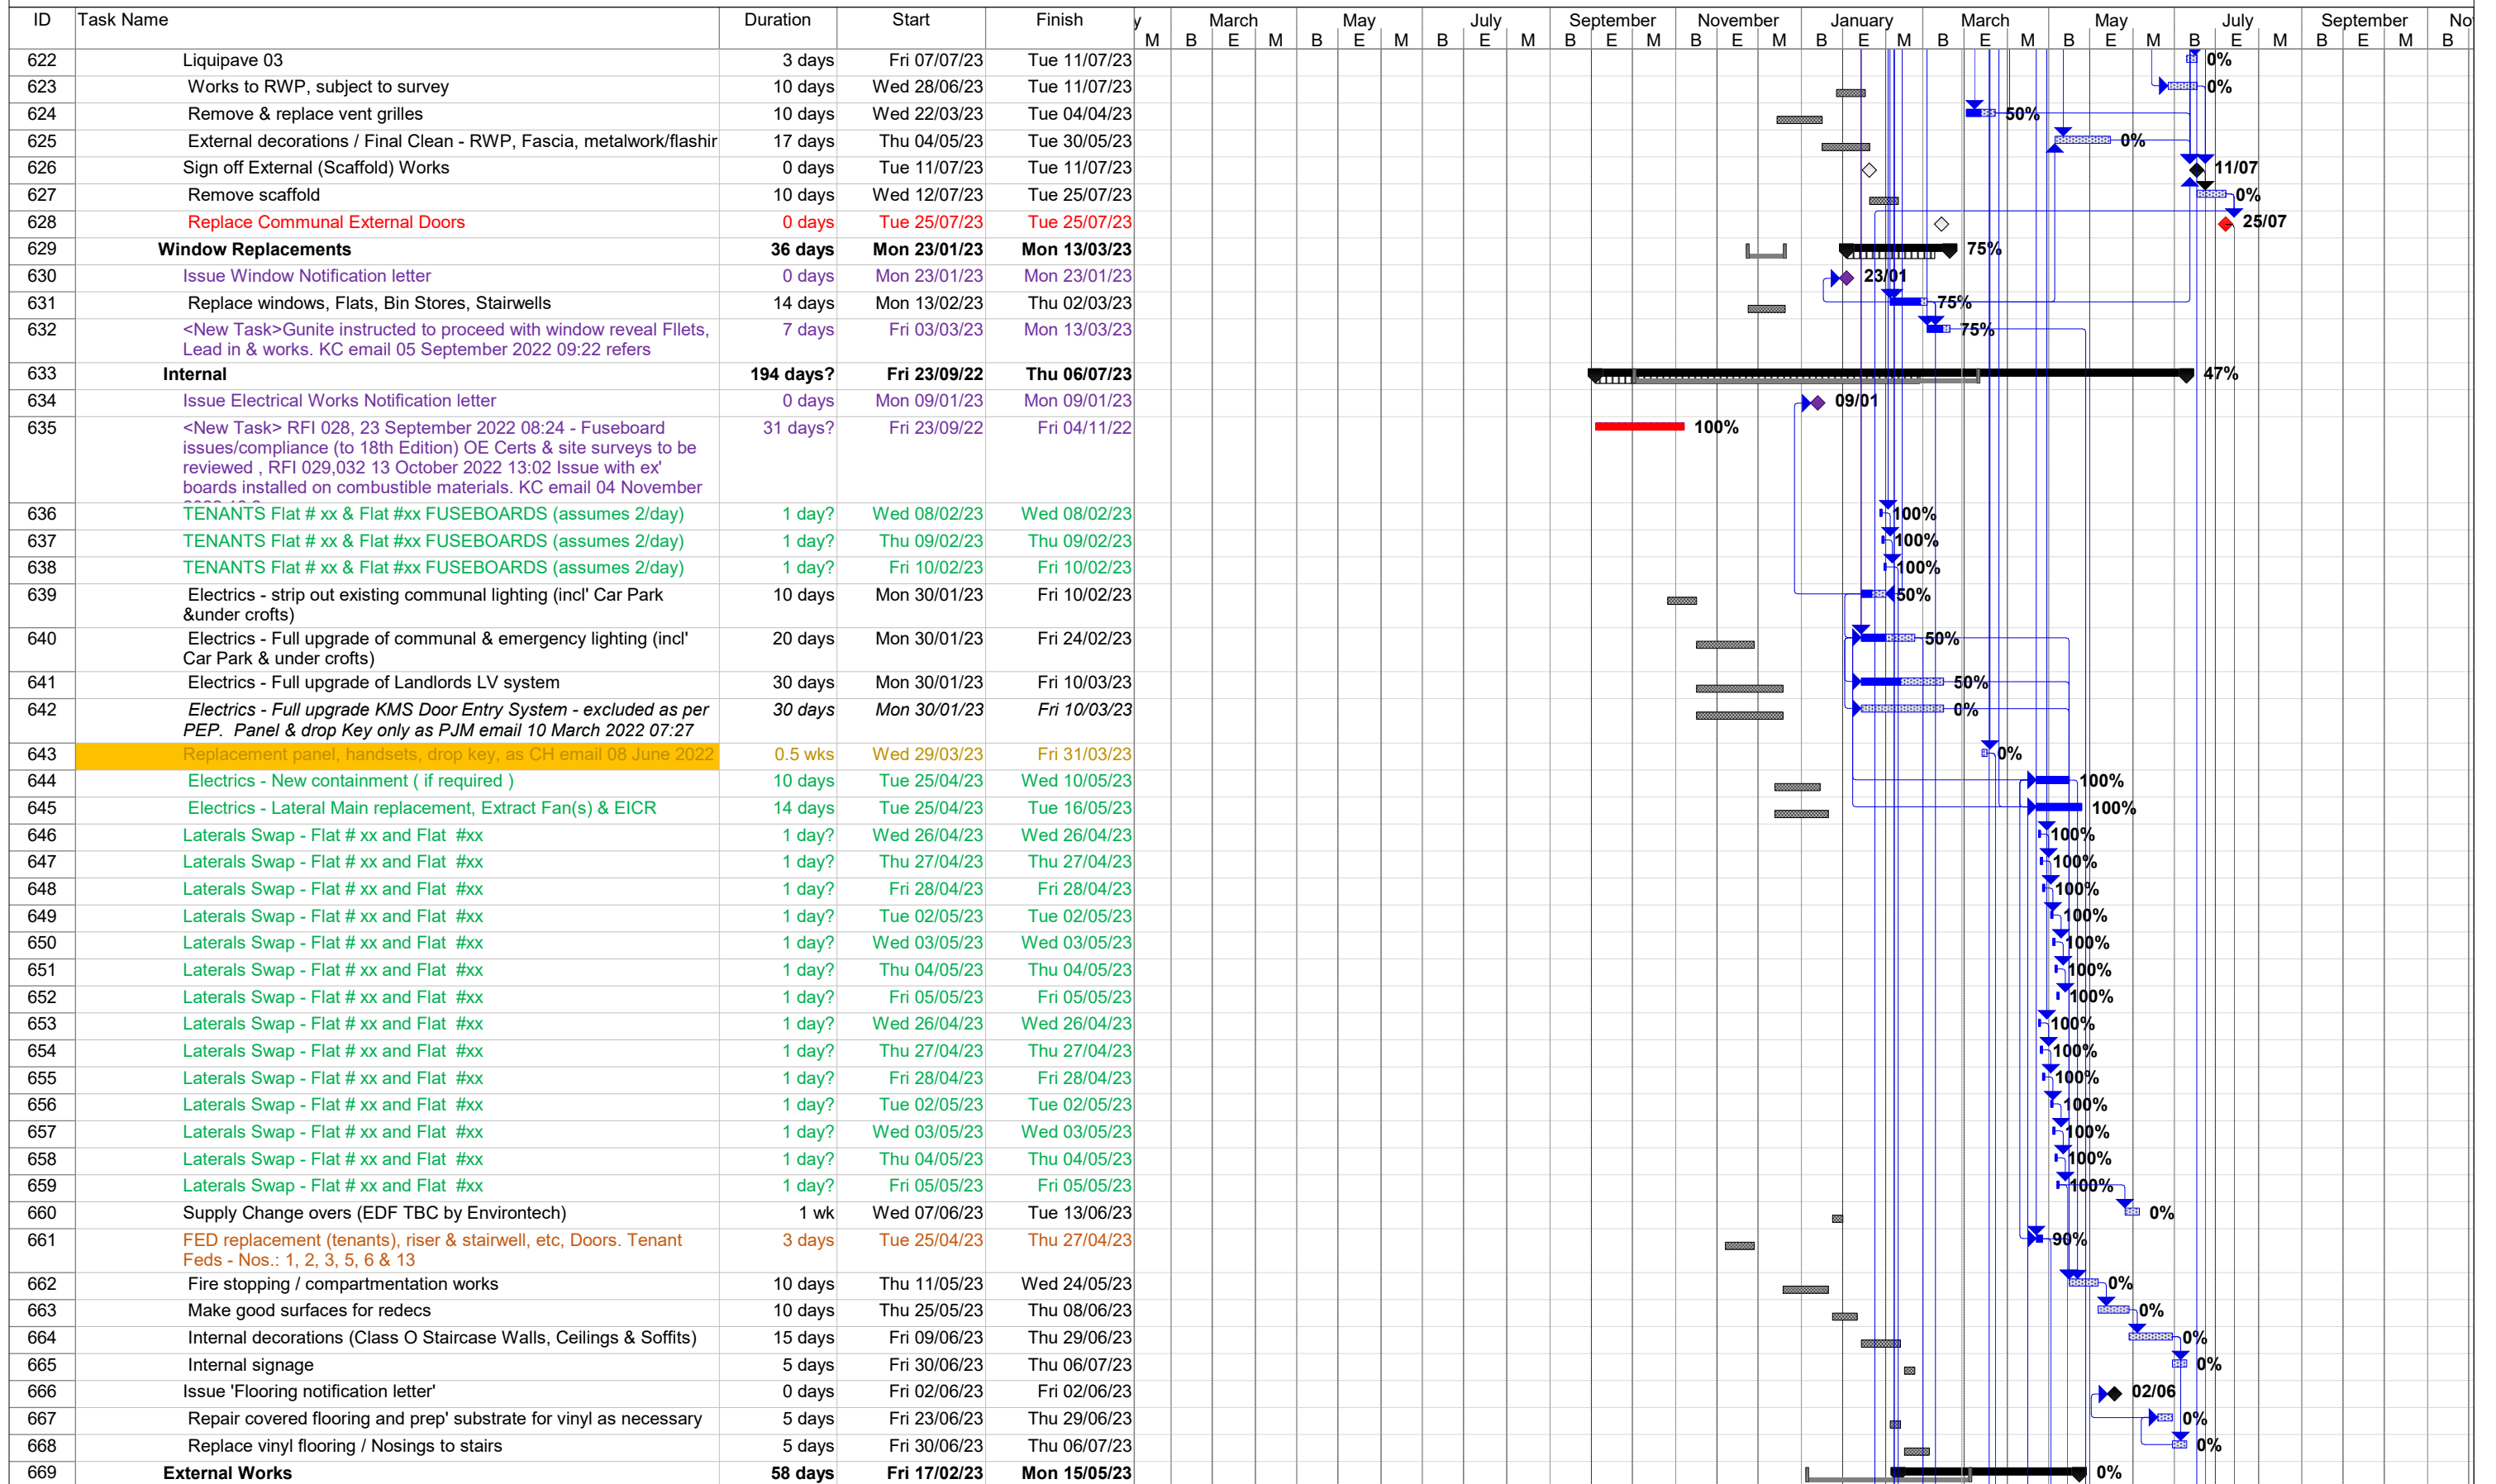 ID Task Name Duration Start Finish
March May July September November January March May July September
M B E M B E M B E M B E M B E M B E M B E M B E M B E M B E M B
622 Liquipave 03 3 days Fri 07/07/23 Tue 11/07/23 0%
623 Works to RWP, subject to survey 10 days Wed 28/06/23 Tue 11/07/23 0%
624 Remove & replace vent grilles 10 days Wed 22/03/23 Tue 04/04/23 50%
625 External decorations / Final Clean - RWP, Fascia, metalwork/flashir 17 days Thu 04/05/23 Tue 30/05/23 0%
626 Sign off External (Scaffold) Works 0 days Tue 11/07/23 Tue 11/07/23 11/07
627 Remove scaffold 10 days Wed 12/07/23 Tue 25/07/23 0%
628 Replace Communal External Doors 0 days Tue 25/07/23 Tue 25/07/23 25/07
629 Window Replacements 36 days Mon 23/01/23 Mon 13/03/23 75%
630 Issue Window Notification letter 0 days Mon 23/01/23 Mon 23/01/23 23/01
631 Replace windows, Flats, Bin Stores, Stairwells 14 days Mon 13/02/23 Thu 02/03/23 75%
632 <New Task>Gunite instructed to proceed with window reveal Fllets, 7 days Fri 03/03/23 Mon 13/03/23 75%
Lead in & works. KC email 05 September 2022 09:22 refers
633 Internal 194 days? Fri 23/09/22 Thu 06/07/23 47%
634 Issue Electrical Works Notification letter 0 days Mon 09/01/23 Mon 09/01/23 09/01
635 <New Task> RFI 028, 23 September 2022 08:24 - Fuseboard 31 days? Fri 23/09/22 Fri 04/11/22 100%
issues/compliance (to 18th Edition) OE Certs & site surveys to be
reviewed , RFI 029,032 13 October 2022 13:02 Issue with ex'
boards installed on combustible materials. KC email 04 November
636 TENANTS Flat # xx & Flat #xx FUSEBOARDS (assumes 2/day) 1 day? Wed 08/02/23 Wed 08/02/23 100%
637 TENANTS Flat # xx & Flat #xx FUSEBOARDS (assumes 2/day) 1 day? Thu 09/02/23 Thu 09/02/23 100%
638 TENANTS Flat # xx & Flat #xx FUSEBOARDS (assumes 2/day) 1 day? Fri 10/02/23 Fri 10/02/23 100%
639 Electrics - strip out existing communal lighting (incl' Car Park 10 days Mon 30/01/23 Fri 10/02/23 50%
&under crofts)
640 Electrics - Full upgrade of communal & emergency lighting (incl' 20 days Mon 30/01/23 Fri 24/02/23 50%
Car Park & under crofts)
641 Electrics - Full upgrade of Landlords LV system 30 days Mon 30/01/23 Fri 10/03/23 50%
642 Electrics - Full upgrade KMS Door Entry System - excluded as per 30 days Mon 30/01/23 Fri 10/03/23 0%
PEP. Panel & drop Key only as PJM email 10 March 2022 07:27
643 Replacement panel, handsets, drop key, as CH email 08 June 2022 0.5 wks Wed 29/03/23 Fri 31/03/23 0%
644 Electrics - New containment ( if required ) 10 days Tue 25/04/23 Wed 10/05/23 100%
645 Electrics - Lateral Main replacement, Extract Fan(s) & EICR 14 days Tue 25/04/23 Tue 16/05/23 100%
646 Laterals Swap - Flat # xx and Flat #xx 1 day? Wed 26/04/23 Wed 26/04/23 100%
647 Laterals Swap - Flat # xx and Flat #xx 1 day? Thu 27/04/23 Thu 27/04/23 100%
648 Laterals Swap - Flat # xx and Flat #xx 1 day? Fri 28/04/23 Fri 28/04/23 100%
649 Laterals Swap - Flat # xx and Flat #xx 1 day? Tue 02/05/23 Tue 02/05/23 100%
650 Laterals Swap - Flat # xx and Flat #xx 1 day? Wed 03/05/23 Wed 03/05/23 100%
651 Laterals Swap - Flat # xx and Flat #xx 1 day? Thu 04/05/23 Thu 04/05/23 100%
652 Laterals Swap - Flat # xx and Flat #xx 1 day? Fri 05/05/23 Fri 05/05/23 100%
653 Laterals Swap - Flat # xx and Flat #xx 1 day? Wed 26/04/23 Wed 26/04/23 100%
654 Laterals Swap - Flat # xx and Flat #xx 1 day? Thu 27/04/23 Thu 27/04/23 100%
655 Laterals Swap - Flat # xx and Flat #xx 1 day? Fri 28/04/23 Fri 28/04/23 100%
656 Laterals Swap - Flat # xx and Flat #xx 1 day? Tue 02/05/23 Tue 02/05/23 100%
657 Laterals Swap - Flat # xx and Flat #xx 1 day? Wed 03/05/23 Wed 03/05/23 100%
658 Laterals Swap - Flat # xx and Flat #xx 1 day? Thu 04/05/23 Thu 04/05/23 100%
659 Laterals Swap - Flat # xx and Flat #xx 1 day? Fri 05/05/23 Fri 05/05/23 100%
660 Supply Change overs (EDF TBC by Environtech) 1 wk Wed 07/06/23 Tue 13/06/23 0%
661 FED replacement (tenants), riser & stairwell, etc, Doors. Tenant 3 days Tue 25/04/23 Thu 27/04/23 90%
Feds - Nos.: 1, 2, 3, 5, 6 & 13
662 Fire stopping / compartmentation works 10 days Thu 11/05/23 Wed 24/05/23 0%
663 Make good surfaces for redecs 10 days Thu 25/05/23 Thu 08/06/23 0%
664 Internal decorations (Class O Staircase Walls, Ceilings & Soffits) 15 days Fri 09/06/23 Thu 29/06/23 0%
665 Internal signage 5 days Fri 30/06/23 Thu 06/07/23 0%
666 Issue 'Flooring notification letter' 0 days Fri 02/06/23 Fri 02/06/23 02/06
667 Repair covered flooring and prep' substrate for vinyl as necessary 5 days Fri 23/06/23 Thu 29/06/23 0%
668 Replace vinyl flooring / Nosings to stairs 5 days Fri 30/06/23 Thu 06/07/23 0%
669 External Works 58 days Fri 17/02/23 Mon 15/05/23 0%